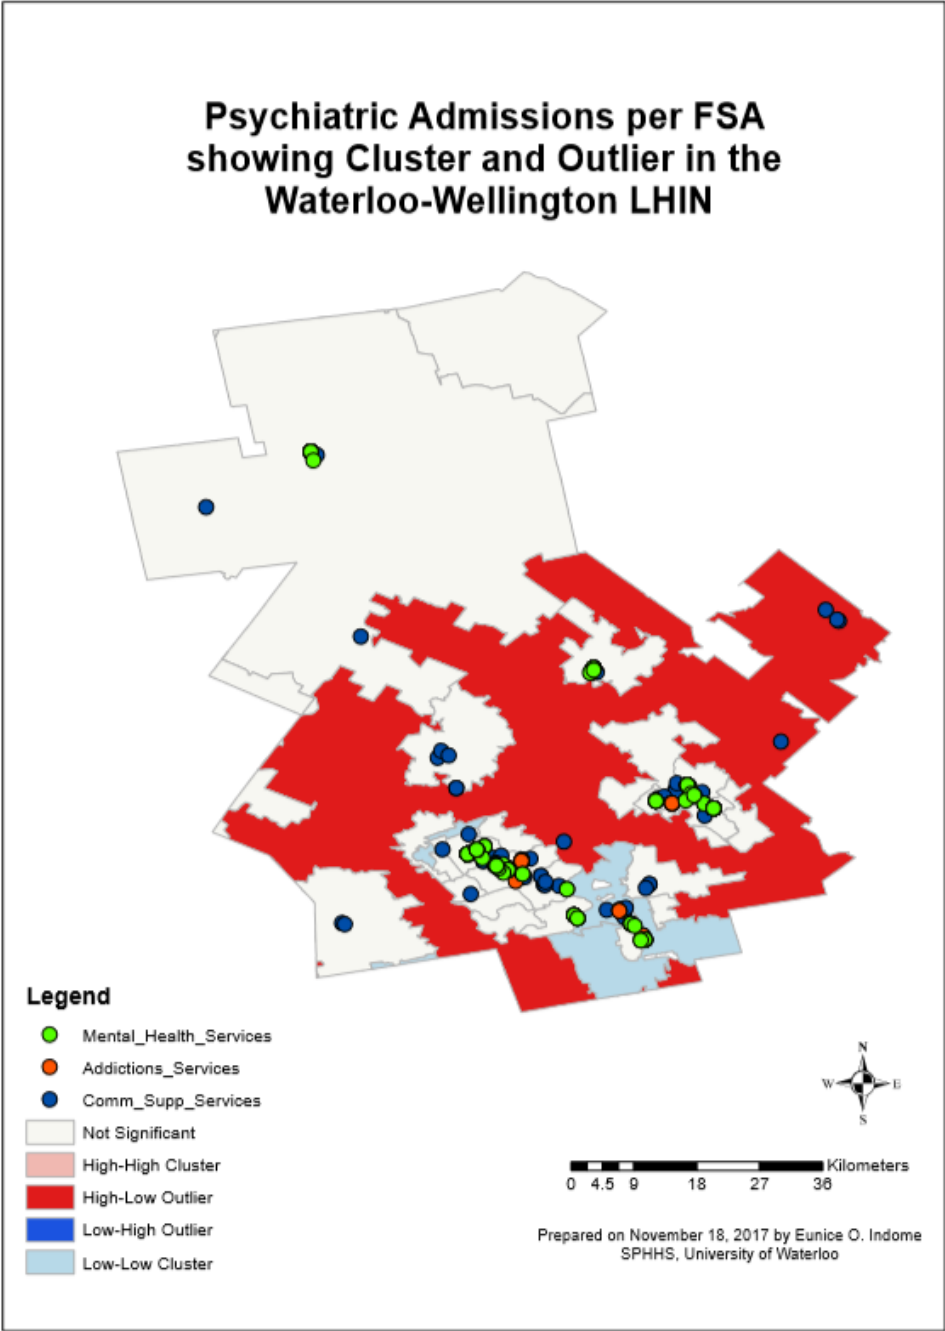 Psychiatric Admissions per FSA
showing Cluster and Outlier in the
Waterloo-Wellington LHIN
Legend
Mental_Health_Services
Addictions_Services
Comm_Supp_Services
Not Significant
High-High Cluster
High-Low Outlier
Low-High Outlier
Low-Low Cluster
N
W E
S
Kilometers
0 4.5 9 18 27 36
Prepared on November 18, 2017 by Eunice O. Indome
SPHHS, University of Waterloo